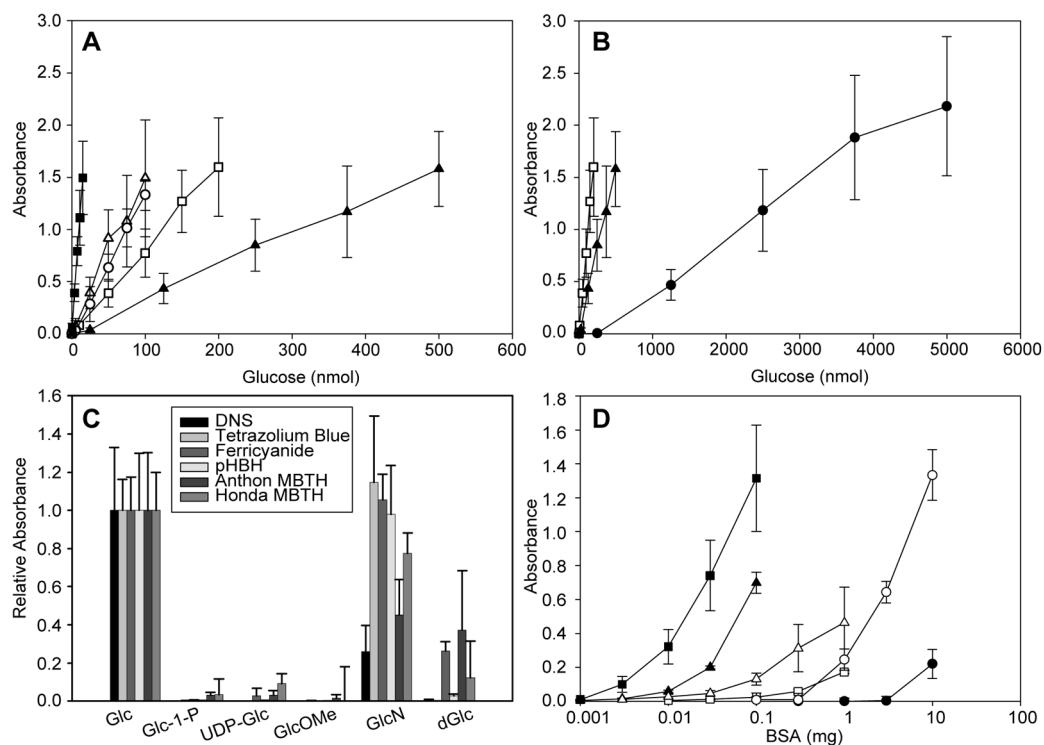 A
3.0
2.5
2.0
1.5
1.0
0.5
0.0
Absorbance
0 100 200 300 400 500 600
Glucose (nmol)
B
3.0
2.5
2.0
1.5
1.0
0.5
0.0
Absorbance
0 1000 2000 3000 4000 5000 6000
Glucose (nmol)
C
1.6
1.4
1.2
1.0
0.8
0.6
0.4
0.2
0.0
Relative Absorbance
DNS
Tetrazolium Blue
Ferricyanide
pHBH
Anthon MBTH
Honda MBTH
Glc Glc-1-P UDP-Glc GlcOMe GlcN dGlc
D
1.8
1.6
1.4
1.2
1.0
0.8
0.6
0.4
0.2
0.0
Absorbance
0.001 0.01 0.1 1 10 100
BSA (mg)